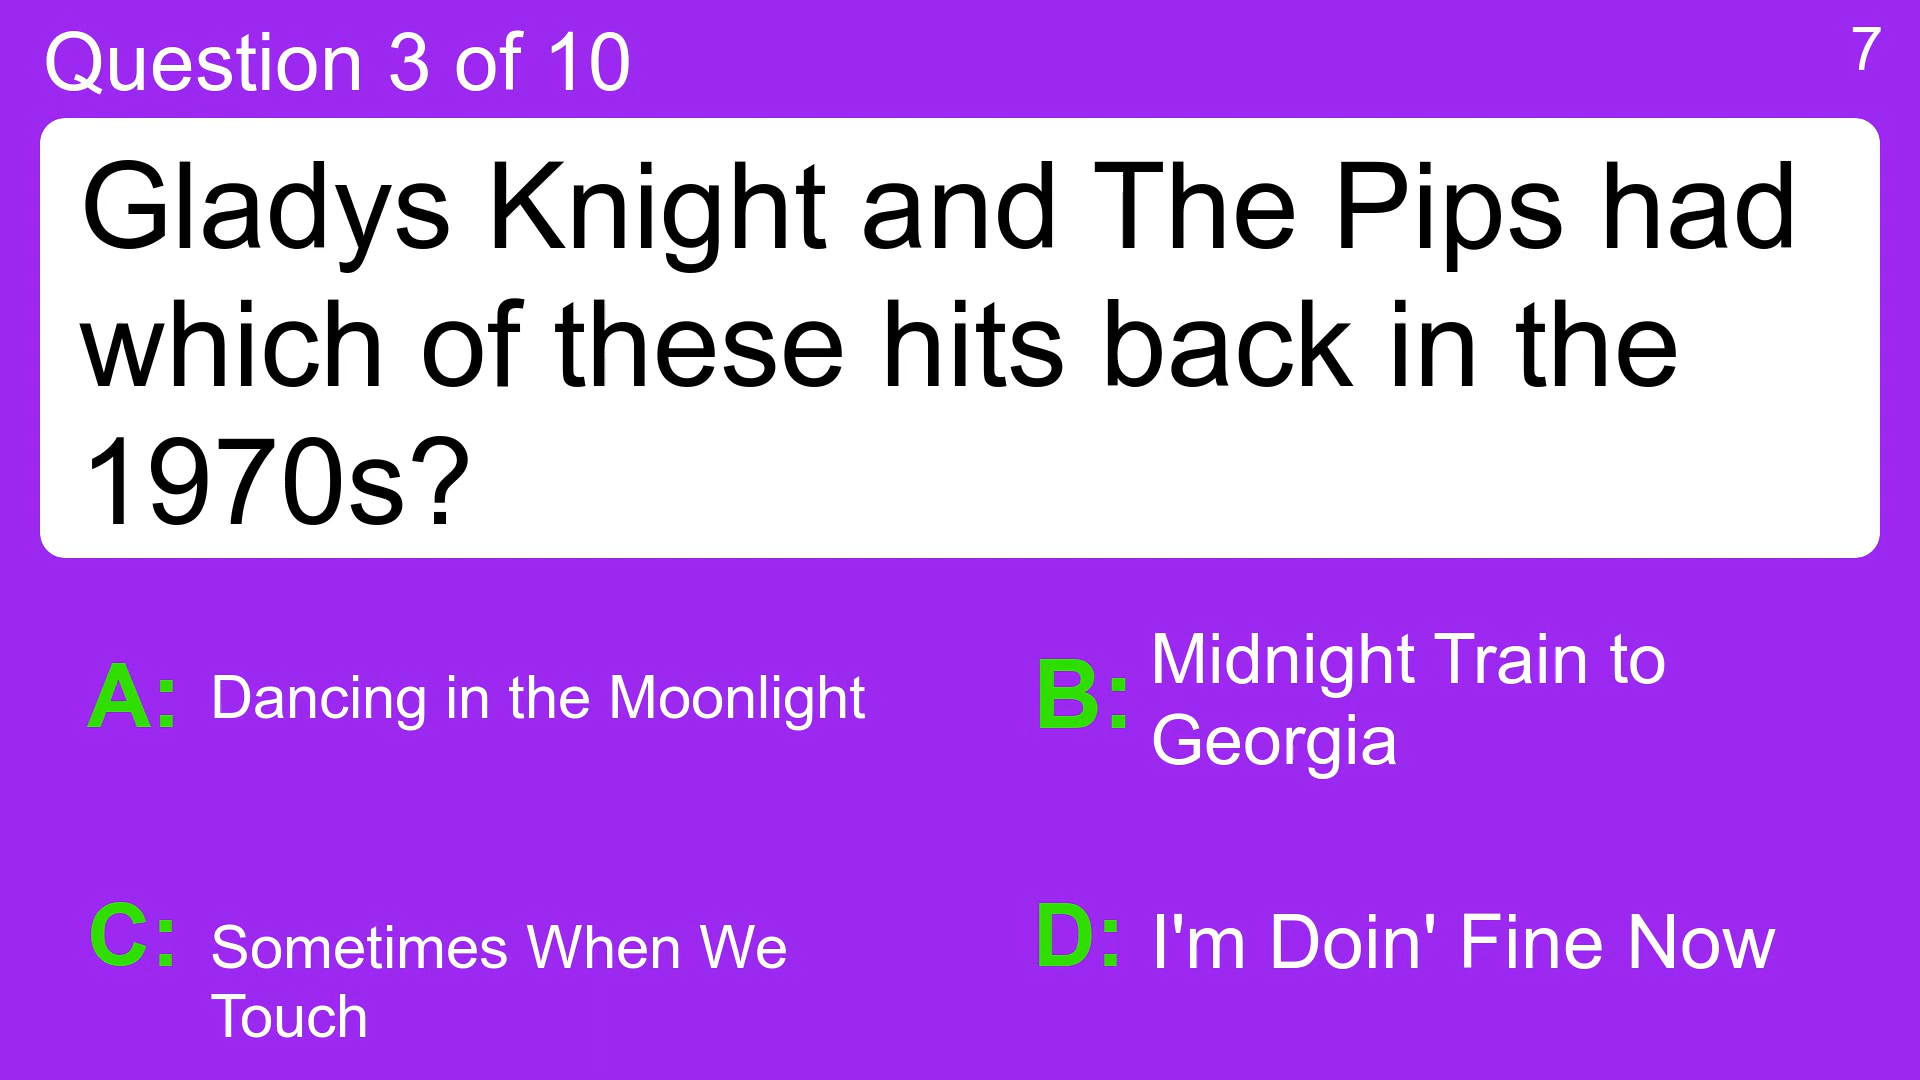 Question 3 of 10
7
Gladys Knight and The Pips had
which of these hits back in the
1970s?
A: Dancing in the Moonlight
B: Midnight Train to
Georgia
C: Sometimes When We
Touch
D: I'm Doin' Fine Now